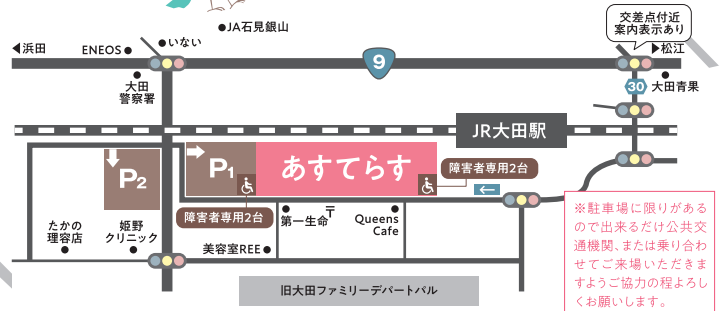 交差点付近
案内表示あり
JA石見銀山
浜田
ENEOS
いない
9
松江
大田
警察署
30
大田青果
JR大田駅
P1
あすてらす
障害者専用2台
P2
障害者専用2台
たかの
理容店
姫野
クリニック
第一生命
〒
Queens
Cafe
美容室REE
旧大田ファミリーデパートパル
※駐車場に限りがある
ので出来るだけ公共交
通機関、または乗り合わ
せてご来場いただきま
すようご協力の程よろし
くお願いします。